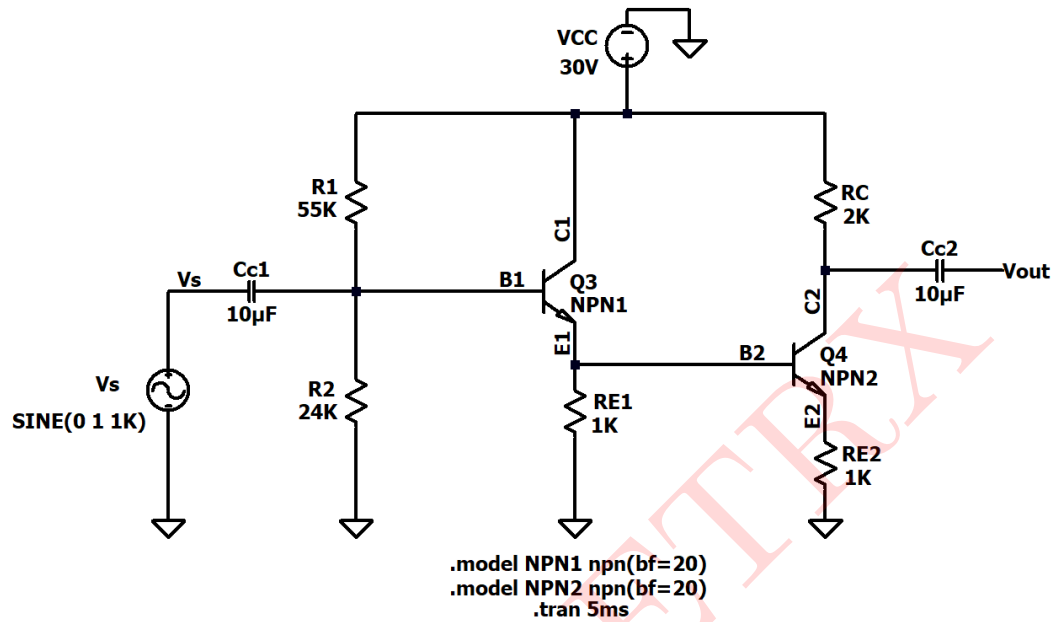 VCC
30V
R1
55K
RC
2K
C1
Cc2
Vout
10µF
Vs
Cc1
10µF
B1
Q3
NPN1
C2
E1
B2
Q4
NPN2
Vs
SINE(0 1 1K)
R2
24K
RE1
1K
E2
RE2
1K
.model NPN1 npn(bf=20)
.model NPN2 npn(bf=20)
.tran 5ms
ETRX